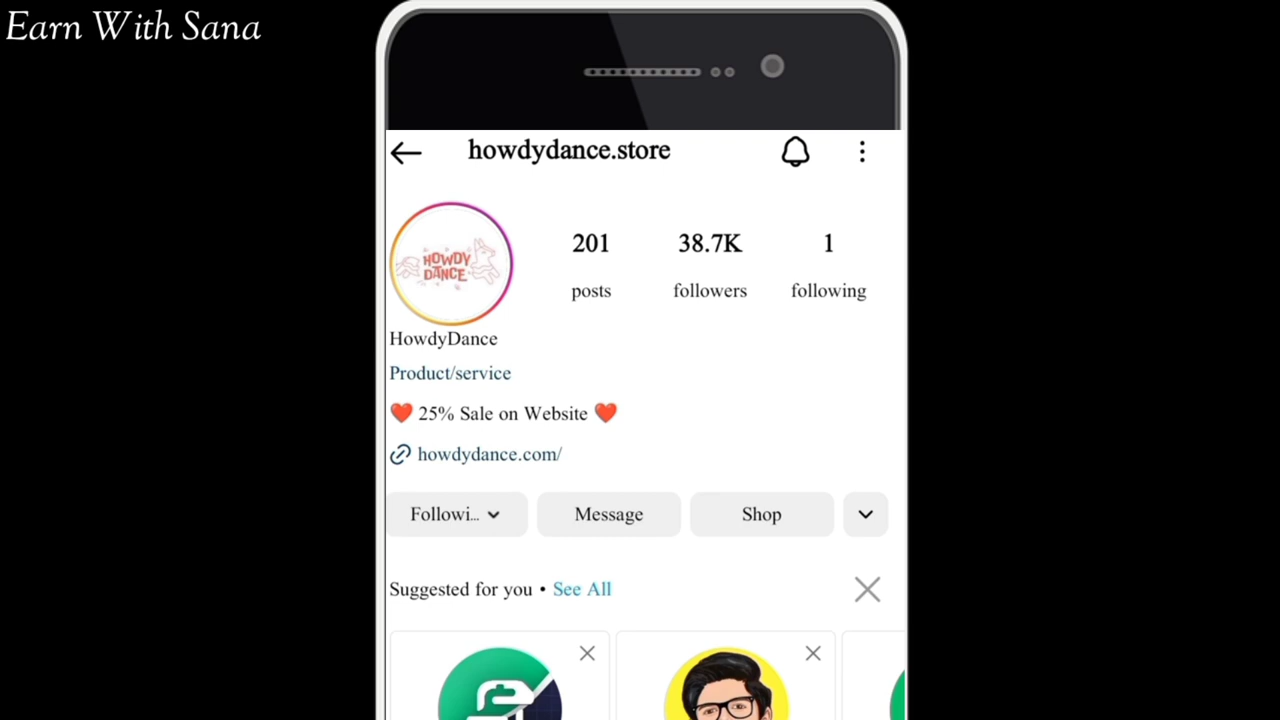 Earn With Sana
howdydance.store
201 38.7K 1
posts followers following
HOWDY
DANCE
HowdyDance
Product/service
❤️ 25% Sale on Website ❤️
howdydance.com/
Followi... Message Shop
Suggested for you • See All